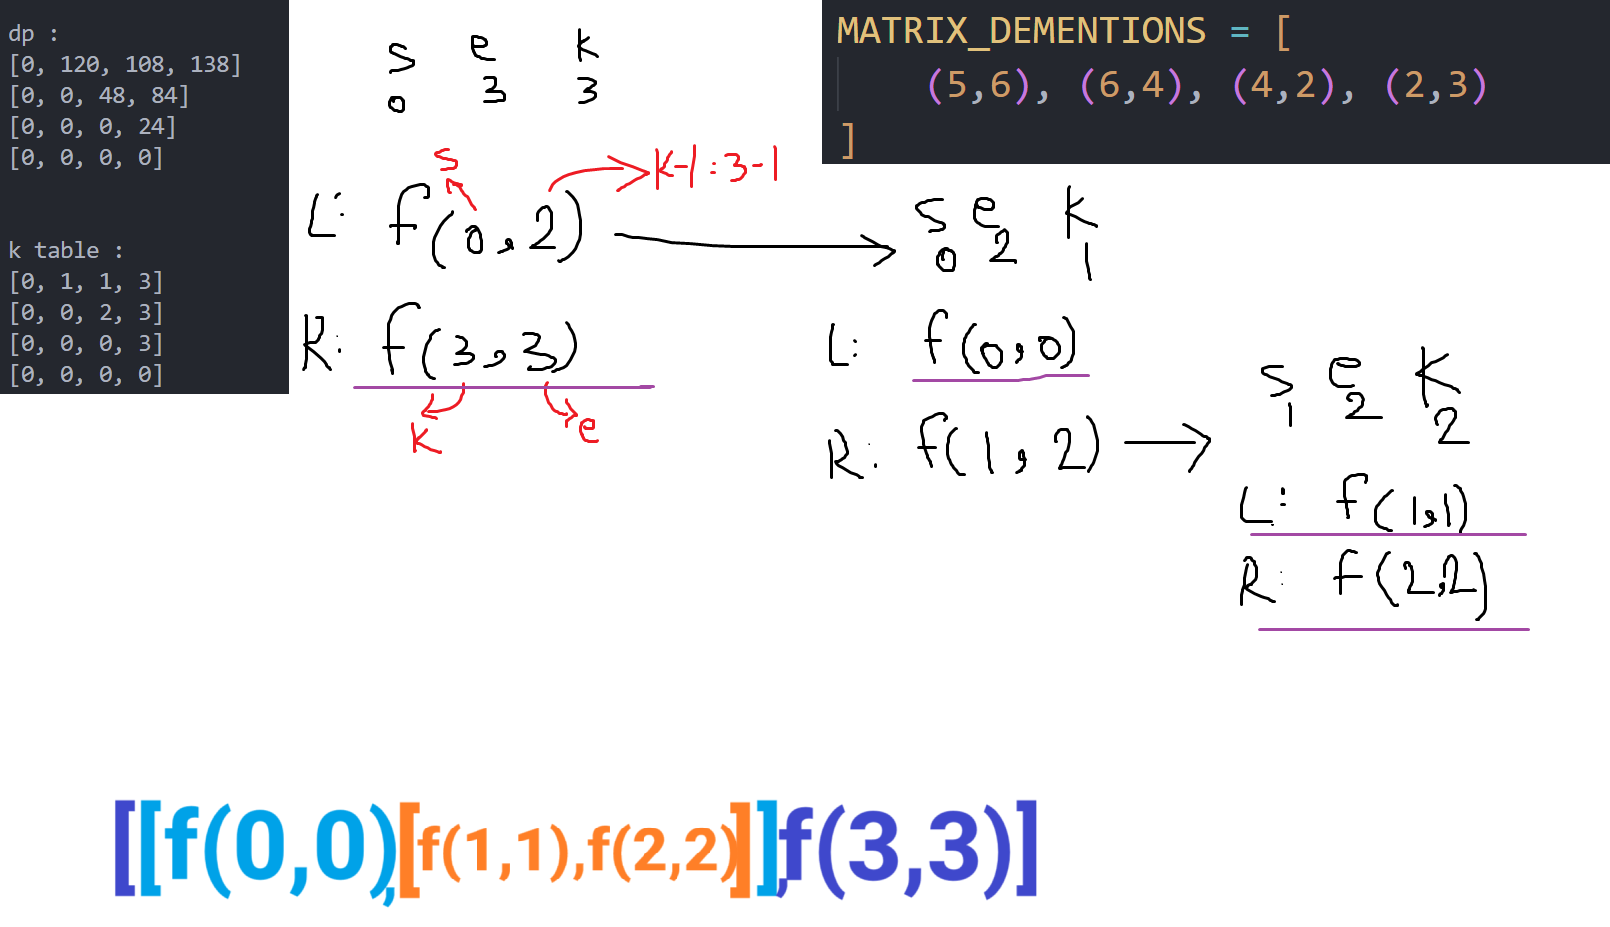 dp :
[0, 120, 108, 138]
[0, 0, 48, 84]
[0, 0, 0, 24]
[0, 0, 0, 0]
k table :
[0, 1, 1, 3]
[0, 0, 2, 3]
[0, 0, 0, 3]
[0, 0, 0, 0]
s e k
0 3 3
MATRIX_DEMENTIONS = [
(5,6), (6,4), (4,2), (2,3)
]
s
k-1:3-1
L: f(0,2)
R: f(3,3)
k e
s e k
0 2 1
L: f(0,0)
R: f(1,2)
s e k
1 2 2
L: f(1,1)
R: f(2,2)
[[f(0,0),[f(1,1),f(2,2)]],f(3,3)]